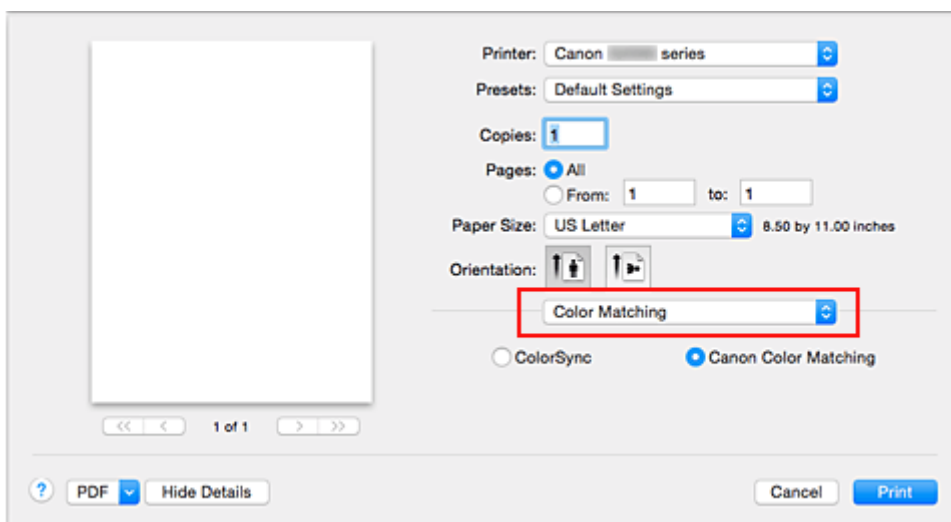 Printer: Canon series
Presets: Default Settings
Copies: 1
Pages: All
From: 1 to: 1
Paper Size: US Letter 8.50 by 11.00 inches
Orientation:
Color Matching
ColorSync Canon Color Matching
<< < 1 of 1 > >>
? PDF Hide Details Cancel Print